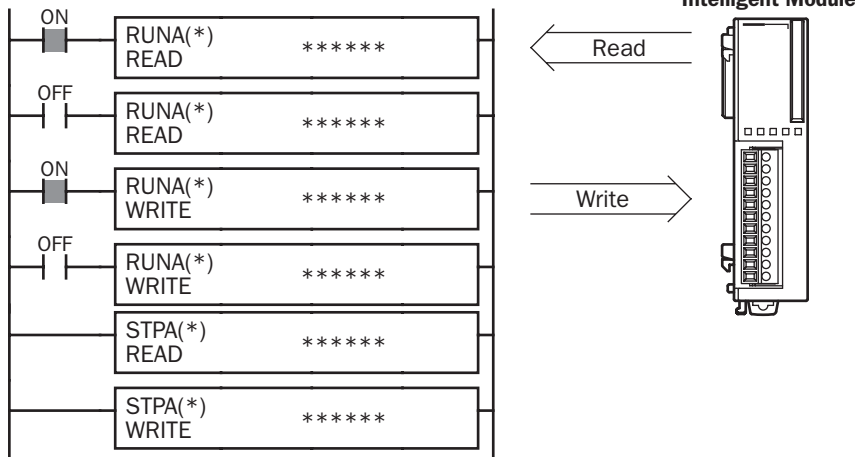 Intelligent Module
ON
RUNA(*)
READ ******
Read
OFF
RUNA(*)
READ ******
ON
RUNA(*)
WRITE ******
Write
OFF
RUNA(*)
WRITE ******
STPA(*)
READ ******
STPA(*)
WRITE ******